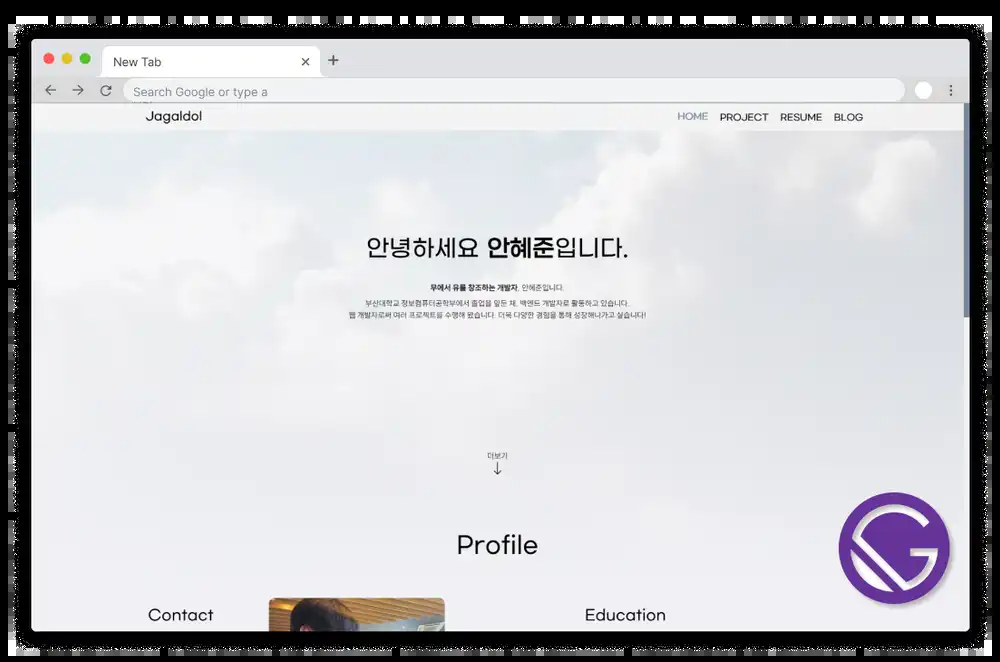 New Tab
Search Google or type a
Jagaldol
HOME PROJECT RESUME BLOG
안녕하세요 안혜준입니다.
무에서 유를 창조하는 개발자, 안혜준입니다.
부산대학교 정보컴퓨터공학부에서 졸업을 앞둔 채, 백엔드 개발자로 활동하고 있습니다.
웹 개발자로써 여러 프로젝트를 수행해 왔습니다. 더욱 다양한 경험을 통해 성장해나가고 싶습니다!
더보기
Profile
Contact
Education